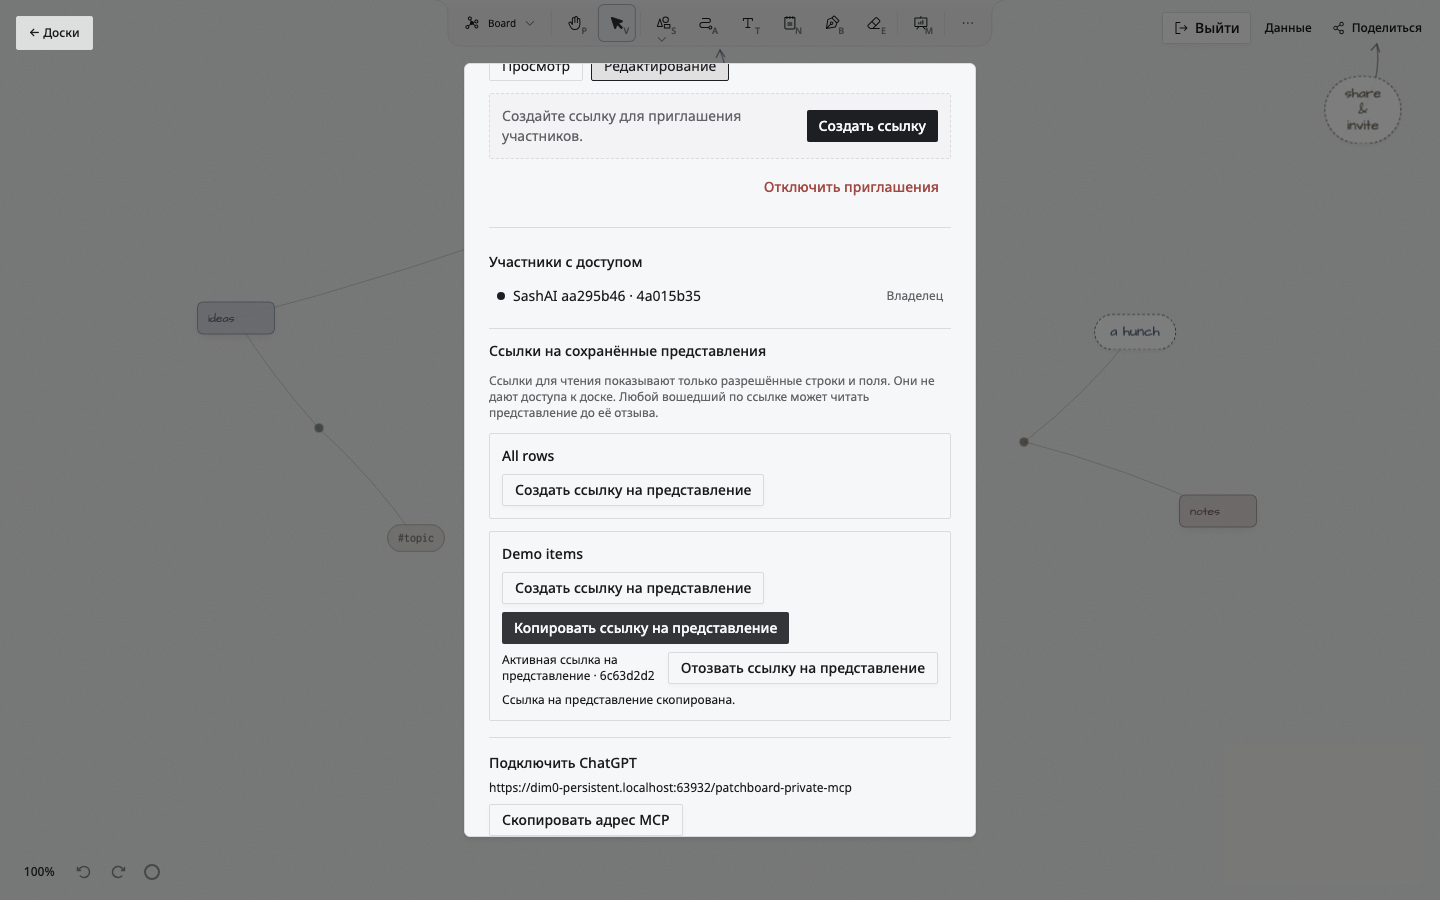 ← Доски
Board
P
V
S
A
T
N
B
E
M
...
Выйти
Данные
Поделиться
share
&
invite
Просмотр
Редактирование
Создайте ссылку для приглашения
участников.
Создать ссылку
Отключить приглашения
Участники с доступом
SashAI aa295b46 · 4a015b35
Владелец
Ссылки на сохранённые представления
Ссылки для чтения показывают только разрешённые строки и поля. Они не
дают доступа к доске. Любой вошедший по ссылке может читать
представление до её отзыва.
All rows
Создать ссылку на представление
Demo items
Создать ссылку на представление
Копировать ссылку на представление
Активная ссылка на
представление · 6c63d2d2
Отозвать ссылку на представление
Ссылка на представление скопирована.
Подключить ChatGPT
https://dim0-persistent.localhost:63932/patchboard-private-mcp
Скопировать адрес MCP
ideas
#topic
a hunch
notes
100%